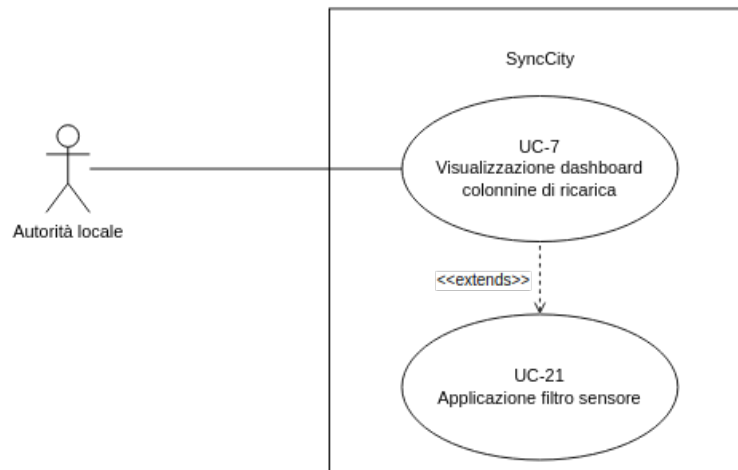 SyncCity
UC-7
Visualizzazione dashboard
colonnine di ricarica
Autorità locale
<<extends>>
UC-21
Applicazione filtro sensore